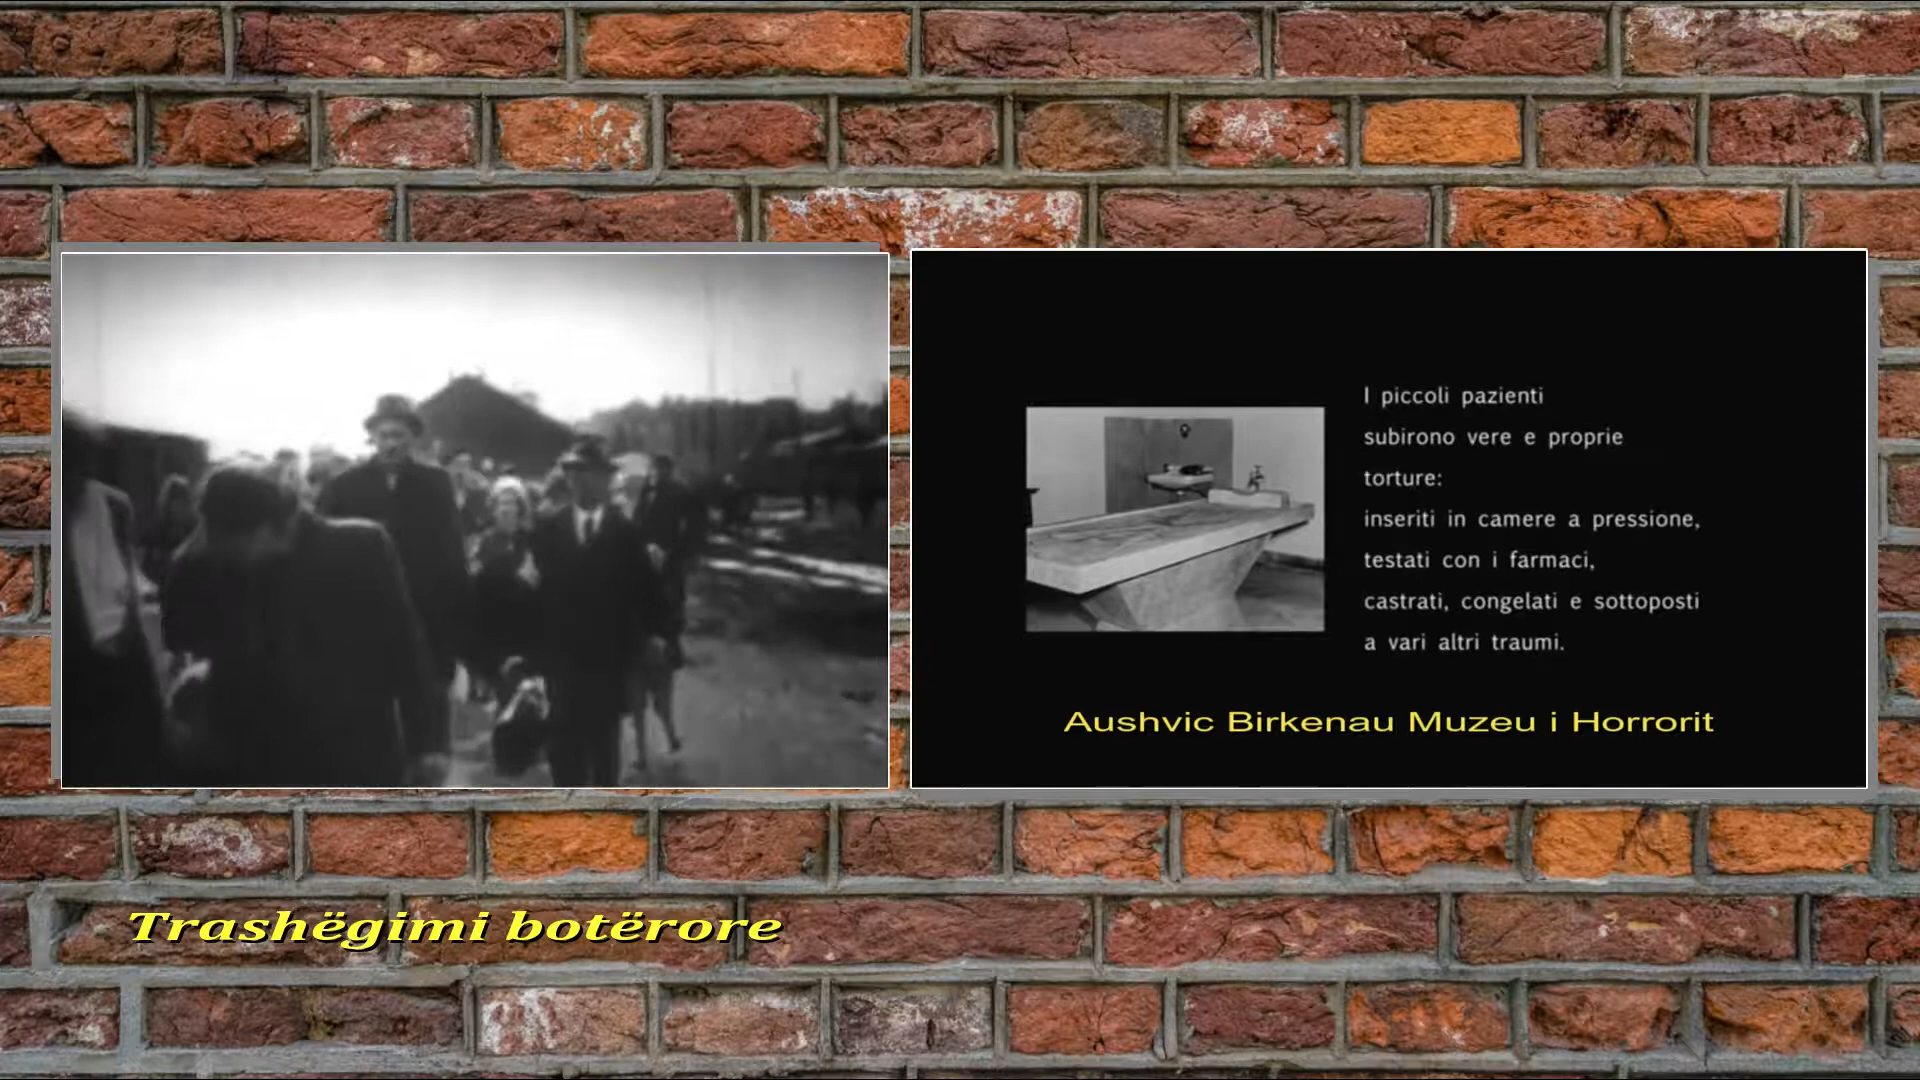 I piccoli pazienti
subirono vere e proprie
torture:
inseriti in camere a pressione,
testati con i farmaci,
castrati, congelati e sottoposti
a vari altri traumi.
Aushvic Birkenau Muzeu i Horrorit
Trashëgimi botërore